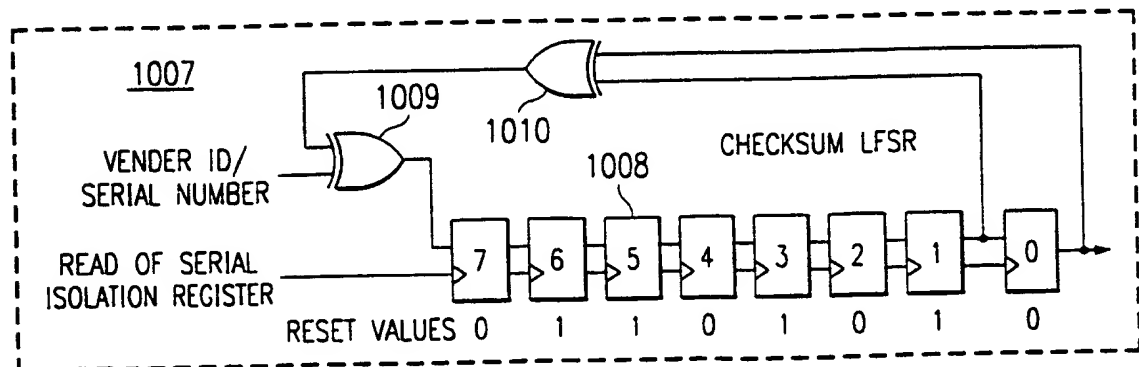 1007
1009
1010
VENDER ID/
SERIAL NUMBER
CHECKSUM LFSR
1008
7 6 5 4 3 2 1 0
READ OF SERIAL
ISOLATION REGISTER
RESET VALUES 0 1 1 0 1 0 1 0